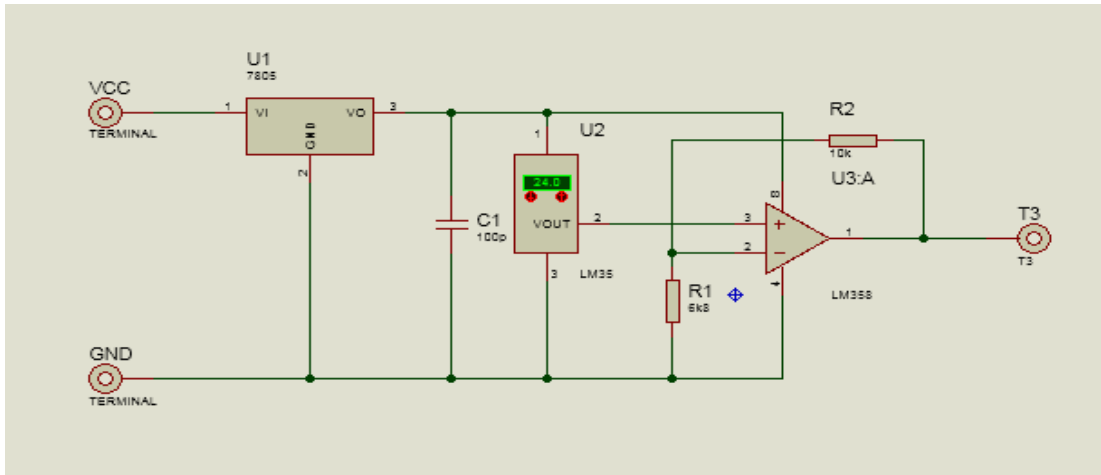 U1
7805
VCC
TERMINAL
1
VI
VO
3
GND
2
R2
10k
U3:A
1
U2
24.0
VOUT
2
3
LM35
C1
100p
8
3
+
2
−
1
4
LM358
T3
T3
R1
6k8
GND
TERMINAL